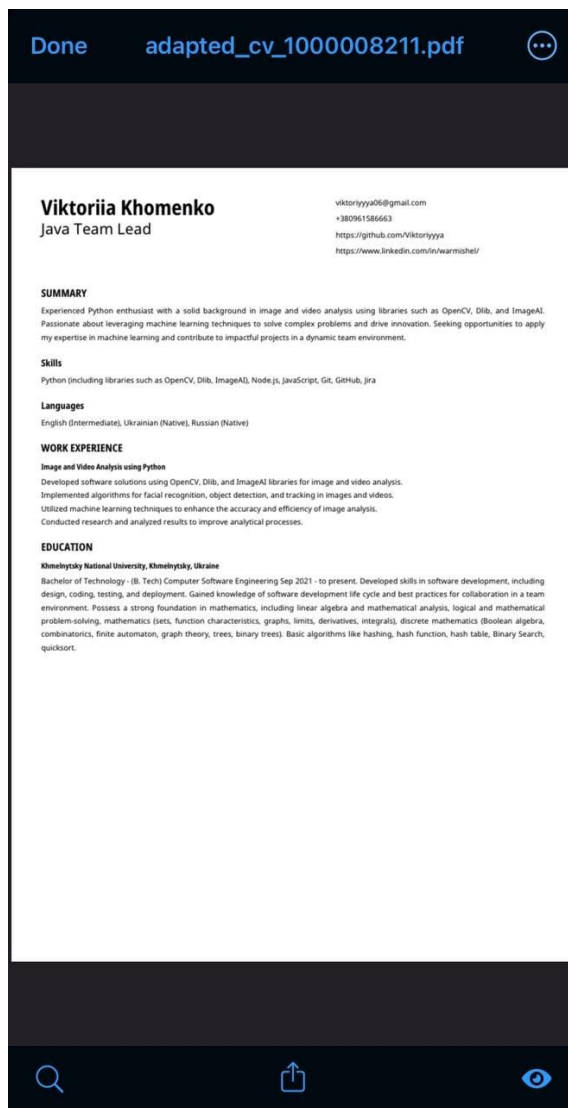 Done
adapted_cv_1000008211.pdf
Viktoriia Khomenko
Java Team Lead
viktoriyyya06@gmail.com
+380961586663
https://github.com/Viktoriyyya
https://www.linkedin.com/in/warmishel/
SUMMARY
Experienced Python enthusiast with a solid background in image and video analysis using libraries such as OpenCV, Dlib, and ImageAI.
Passionate about leveraging machine learning techniques to solve complex problems and drive innovation. Seeking opportunities to apply
my expertise in machine learning and contribute to impactful projects in a dynamic team environment.
Skills
Python (including libraries such as OpenCV, Dlib, ImageAI), Node.js, JavaScript, Git, GitHub, Jira
Languages
English (Intermediate), Ukrainian (Native), Russian (Native)
WORK EXPERIENCE
Image and Video Analysis using Python
Developed software solutions using OpenCV, Dlib, and ImageAI libraries for image and video analysis.
Implemented algorithms for facial recognition, object detection, and tracking in images and videos.
Utilized machine learning techniques to enhance the accuracy and efficiency of image analysis.
Conducted research and analyzed results to improve analytical processes.
EDUCATION
Khmelnytsky National University, Khmelnytsky, Ukraine
Bachelor of Technology - (B. Tech) Computer Software Engineering Sep 2021 - to present. Developed skills in software development, including
design, coding, testing, and deployment. Gained knowledge of software development life cycle and best practices for collaboration in a team
environment. Possess a strong foundation in mathematics, including linear algebra and mathematical analysis, logical and mathematical
problem-solving, mathematics (sets, function characteristics, graphs, limits, derivatives, integrals), discrete mathematics (Boolean algebra,
combinatorics, finite automaton, graph theory, trees, binary trees). Basic algorithms like hashing, hash function, hash table, Binary Search,
quicksort.